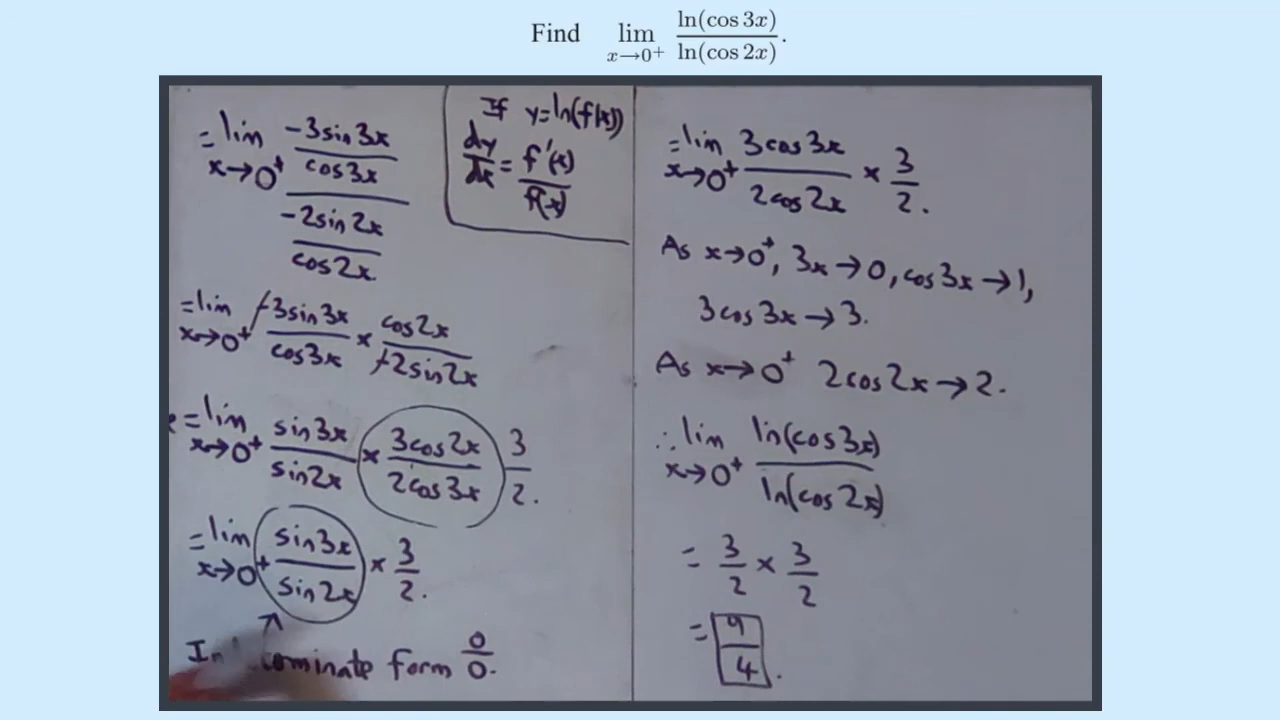 Find lim x→0⁺ ln(cos 3x)/ln(cos 2x).
= lim x→0⁺ (-3sin3x/cos3x)/(-2sin2x/cos2x)
If y=ln(f(x))
dy/dx = f'(x)/f(x)
= lim x→0⁺ -3sin3x/cos3x × cos2x/-2sin2x
= lim x→0⁺ sin3x/sin2x × 3cos2x/2cos3x 3/2.
= lim x→0⁺ sin3x/sin2x × 3/2.
form 0/0.
= lim x→0⁺ 3cos3x/2cos2x × 3/2.
As x→0⁺, 3x→0, cos3x→1,
3cos3x→3.
As x→0⁺ 2cos2x→2.
∴ lim x→0⁺ ln(cos3x)/ln(cos2x)
= 3/2 × 3/2
= 9/4.